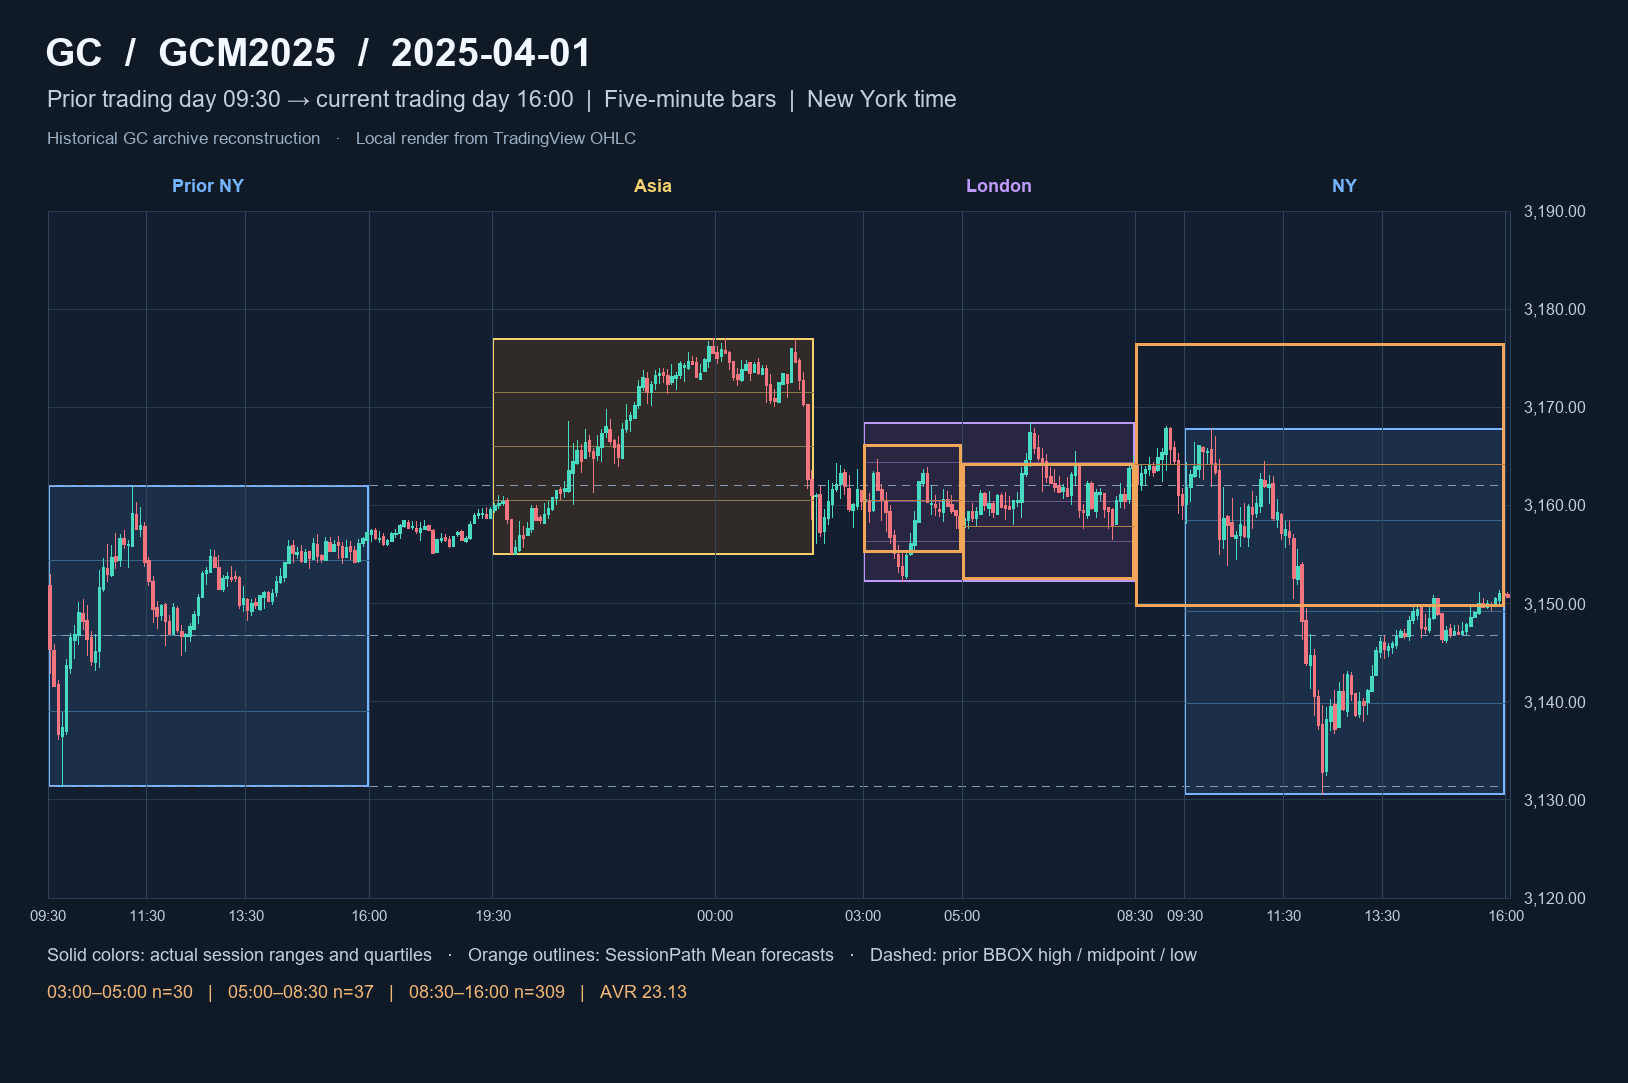 GC / GCM2025 / 2025-04-01
Prior trading day 09:30 → current trading day 16:00 | Five-minute bars | New York time
Historical GC archive reconstruction · Local render from TradingView OHLC
Prior NY Asia London NY
3,190.00
3,180.00
3,170.00
3,160.00
3,150.00
3,140.00
3,130.00
3,120.00
09:30 11:30 13:30 16:00 19:30 00:00 03:00 05:00 08:30 09:30 11:30 13:30 16:00
Solid colors: actual session ranges and quartiles · Orange outlines: SessionPath Mean forecasts · Dashed: prior BBOX high / midpoint / low
03:00–05:00 n=30 | 05:00–08:30 n=37 | 08:30–16:00 n=309 | AVR 23.13